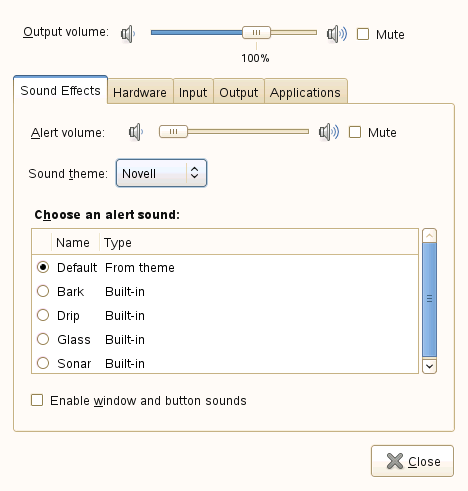 Output volume:
Mute
100%
Sound Effects Hardware Input Output Applications
Alert volume:
Mute
Sound theme: Novell
Choose an alert sound:
Name Type
Default From theme
Bark Built-in
Drip Built-in
Glass Built-in
Sonar Built-in
Enable window and button sounds
Close